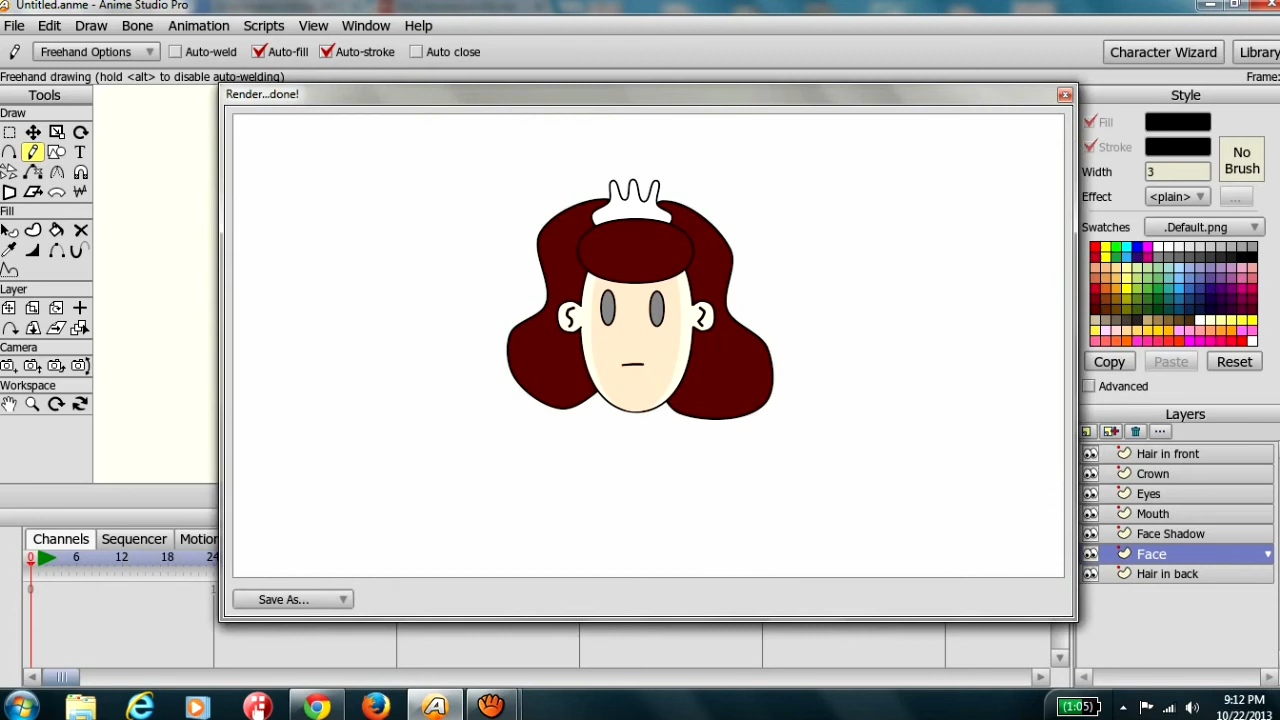 Untitled.anme - Anime Studio Pro
File Edit Draw Bone Animation Scripts View Window Help
Freehand Options Auto-weld Auto-fill Auto-stroke Auto close Character Wizard Library
Freehand drawing (hold <alt> to disable auto-welding) Frame:
Tools
Draw
T
Fill
Layer
Camera
Workspace
Render...done!
Save As...
Style
Fill
Stroke
No
Brush
Width 3
Effect <plain> ...
Swatches .Default.png
Copy Paste Reset
Advanced
Layers
Hair in front
Crown
Eyes
Mouth
Face Shadow
Face
Hair in back
Channels Sequencer Motion
0 6 12 18 24
0 1
(1:05) 9:12 PM
10/22/2013